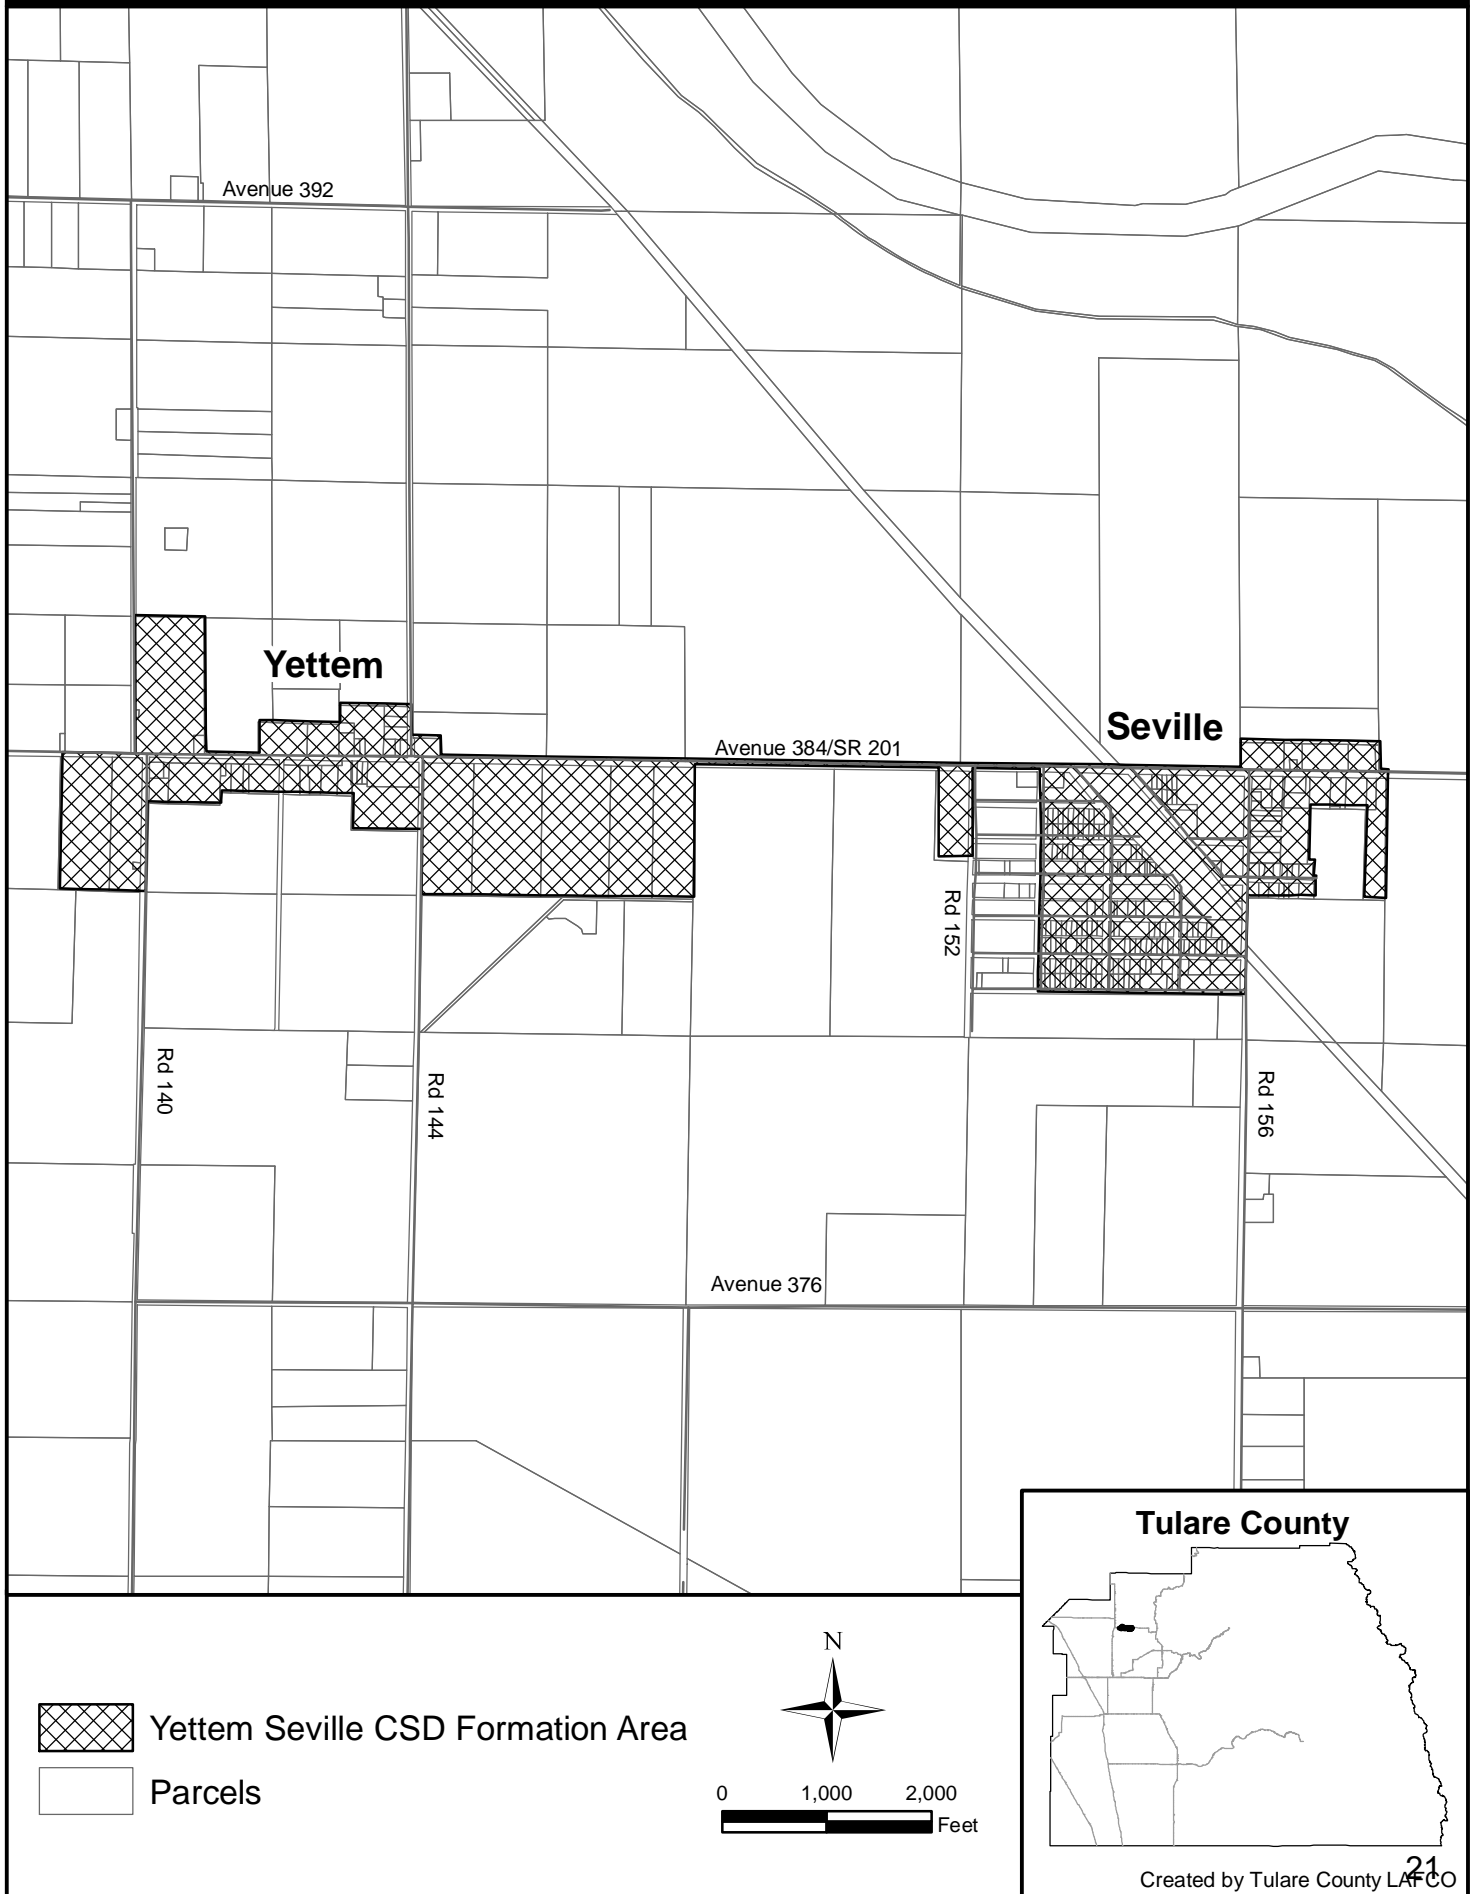 Avenue 392
Yettem
Seville
Avenue 384/SR 201
Rd 152
Rd 140
Rd 144
Rd 156
Avenue 376
Tulare County
N
Yettem Seville CSD Formation Area
Parcels
0 1,000 2,000
Feet
Created by Tulare County LAFCO
21